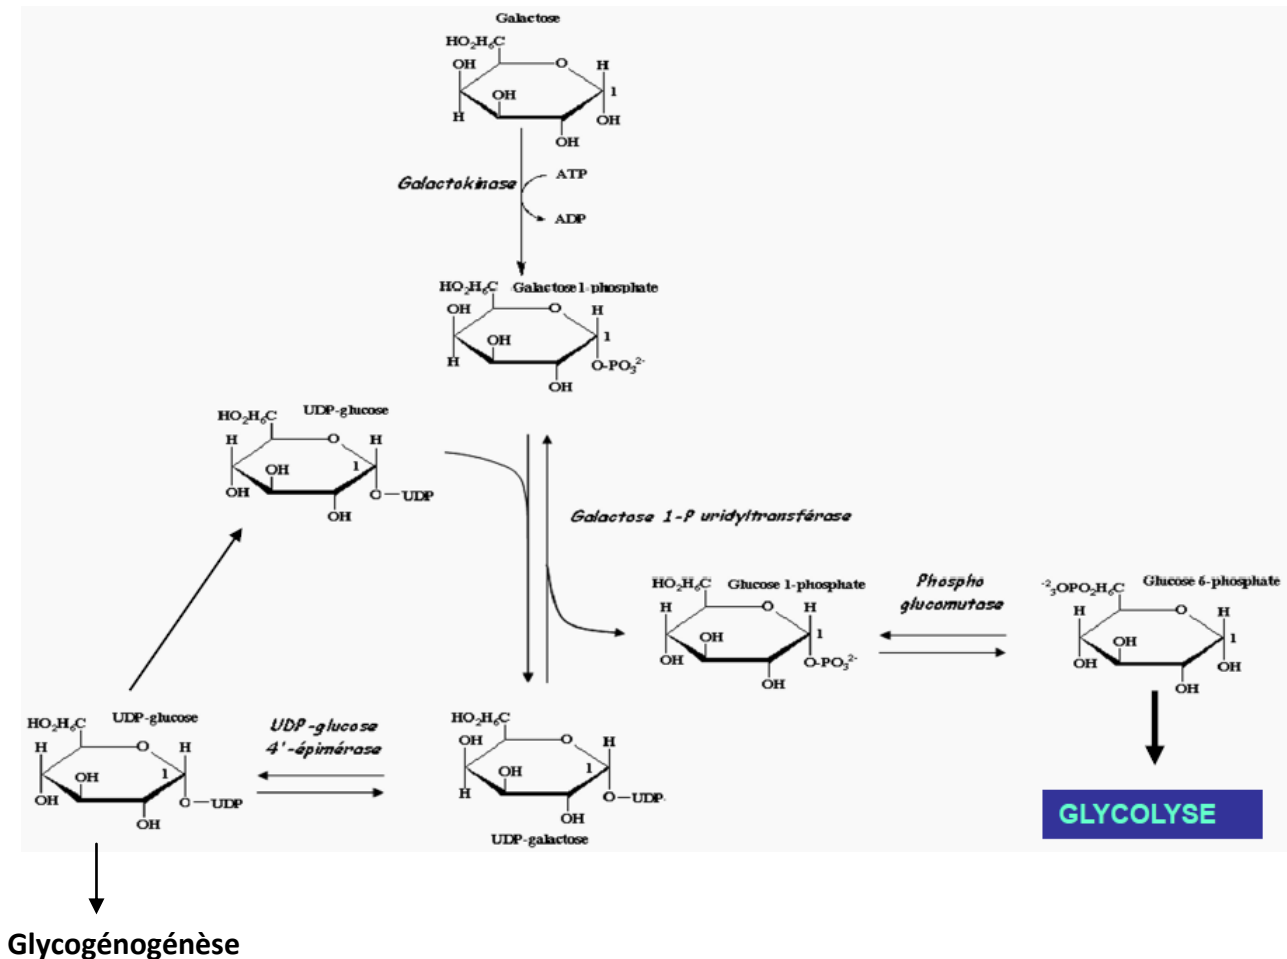 Galactose
HO2H6C
OH
O
H
OH
1
H
OH
OH
Galactokinase
ATP
ADP
HO2H6C
Galactose 1-phosphate
OH
O
H
OH
1
H
O-PO3 2-
OH
UDP-glucose
HO2H6C
H
O
H
OH
1
OH
O—UDP
OH
Galactose 1-P uridyltransférase
HO2H6C
Glucose 1-phosphate
H
O
H
OH
1
OH
O-PO3 2-
OH
Phospho
glucomutase
Glucose 6-phosphate
-2 3OPO2H6C
H
O
H
OH
1
OH
OH
OH
UDP-glucose
HO2H6C
H
O
H
OH
1
OH
O—UDP
OH
UDP-glucose
4'-épimérase
HO2H6C
OH
O
H
OH
1
H
O—UDP
OH
UDP-galactose
GLYCOLYSE
Glycogénogénèse